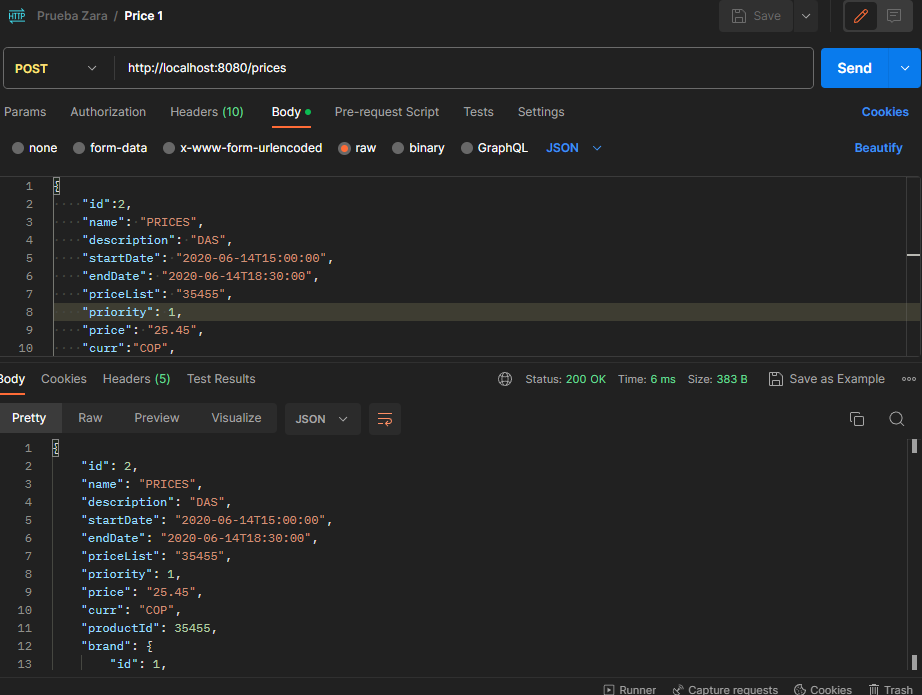 HTTP Prueba Zara / Price 1 Save
POST http://localhost:8080/prices Send
Params Authorization Headers (10) Body Pre-request Script Tests Settings Cookies
none form-data x-www-form-urlencoded raw binary GraphQL JSON Beautify
1 {
2 "id":2,
3 "name": "PRICES",
4 "description": "DAS",
5 "startDate": "2020-06-14T15:00:00",
6 "endDate": "2020-06-14T18:30:00",
7 "priceList": "35455",
8 "priority": 1,
9 "price": "25.45",
10 "curr":"COP",
Body Cookies Headers (5) Test Results Status: 200 OK Time: 6 ms Size: 383 B Save as Example
Pretty Raw Preview Visualize JSON
1 {
2 "id": 2,
3 "name": "PRICES",
4 "description": "DAS",
5 "startDate": "2020-06-14T15:00:00",
6 "endDate": "2020-06-14T18:30:00",
7 "priceList": "35455",
8 "priority": 1,
9 "price": "25.45",
10 "curr": "COP",
11 "productId": 35455,
12 "brand": {
13 "id": 1,
Runner Capture requests Cookies Trash